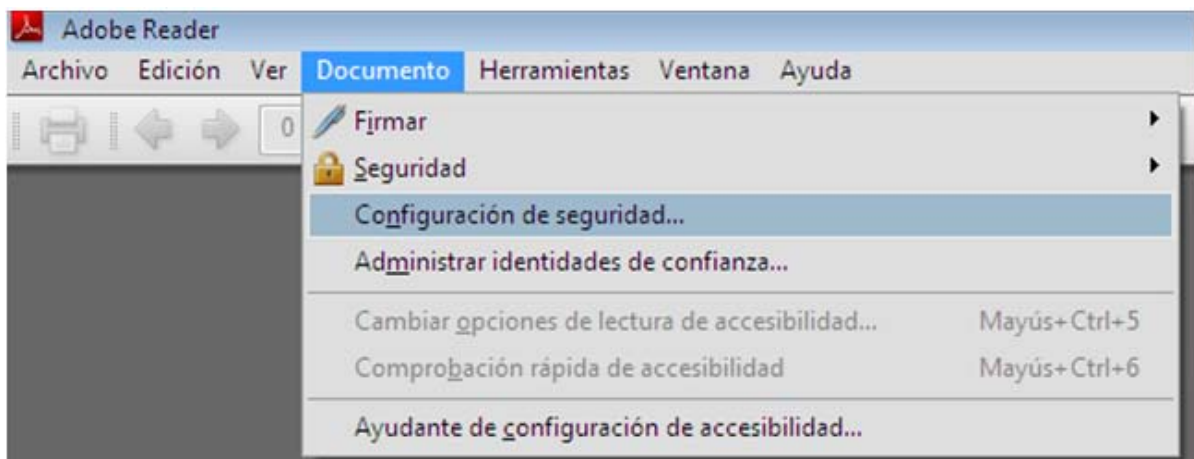 Adobe Reader
Archivo Edición Ver Documento Herramientas Ventana Ayuda
0
Firmar
Seguridad
Configuración de seguridad...
Administrar identidades de confianza...
Cambiar opciones de lectura de accesibilidad... Mayús+Ctrl+5
Comprobación rápida de accesibilidad Mayús+Ctrl+6
Ayudante de configuración de accesibilidad...